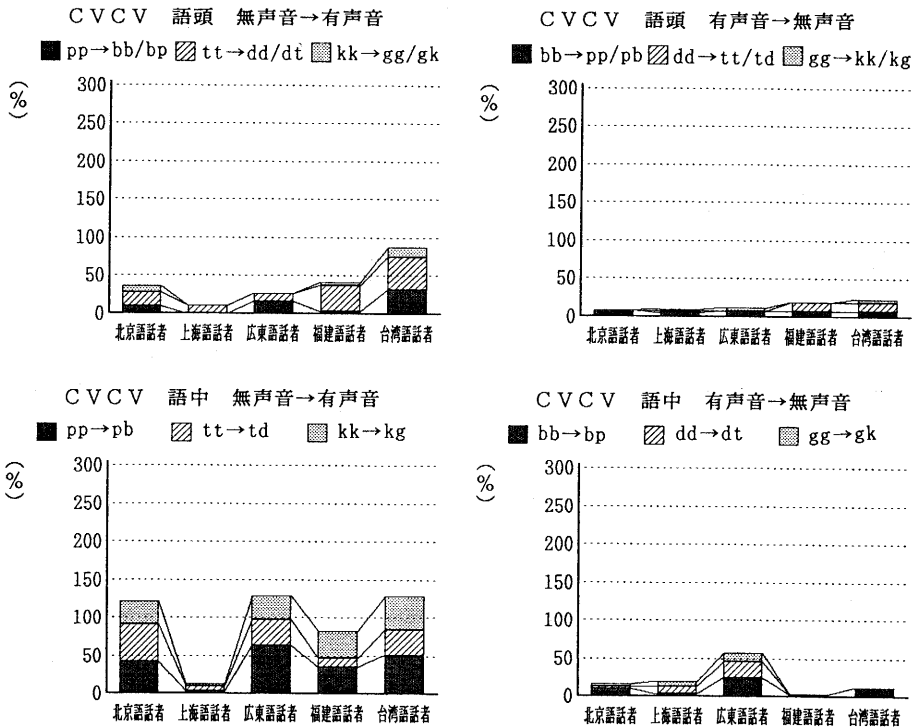 CVCV 語頭 無声音→有声音
■ pp→bb/bp ▨ tt→dd/dt ▩ kk→gg/gk
(%)
300
250
200
150
100
50
0
北京語話者 上海語話者 広東語話者 福建語話者 台湾語話者
CVCV 語頭 有声音→無声音
■ bb→pp/pb ▨ dd→tt/td ▩ gg→kk/kg
(%)
300
250
200
150
100
50
0
北京語話者 上海語話者 広東語話者 福建語話者 台湾語話者
CVCV 語中 無声音→有声音
■ pp→pb ▨ tt→td ▩ kk→kg
(%)
300
250
200
150
100
50
0
北京語話者 上海語話者 広東語話者 福建語話者 台湾語話者
CVCV 語中 有声音→無声音
■ bb→bp ▨ dd→dt ▩ gg→gk
(%)
300
250
200
150
100
50
0
北京語話者 上海語話者 広東語話者 福建語話者 台湾語話者